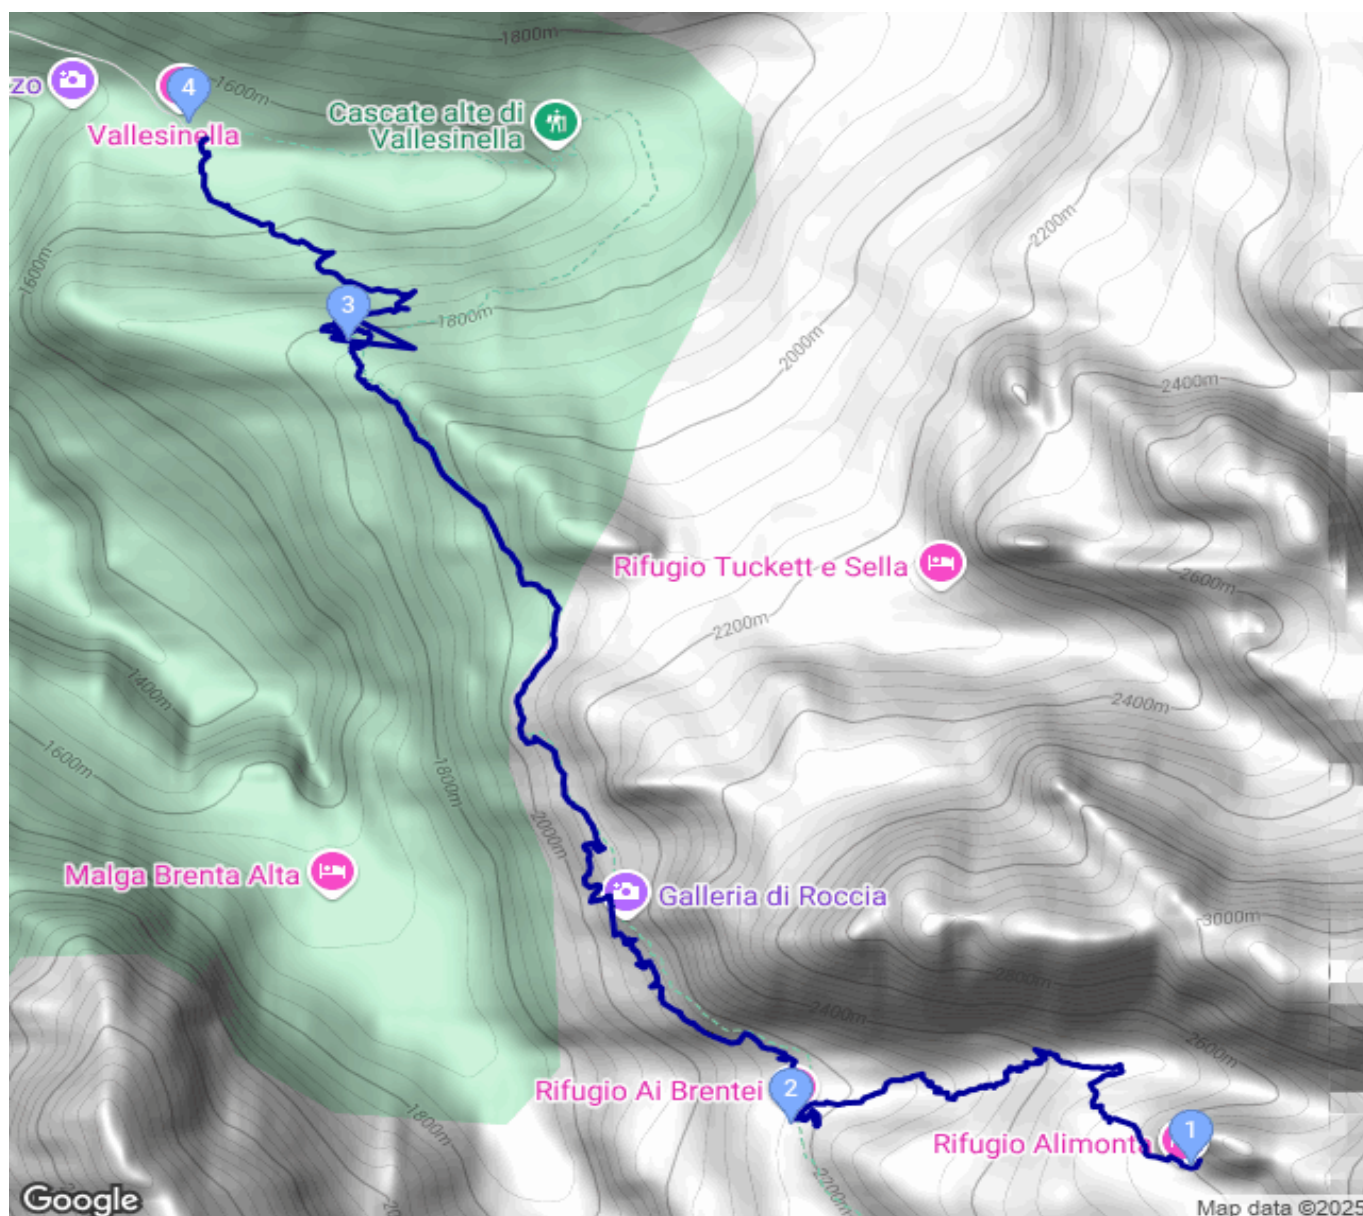 1800m
zo
4
1600m
Vallesinella
Cascate alte di
Vallesinella
2200m
1600m
3
1800m
2000m
2400m
Rifugio Tuckett e Sella
2600m
2200m
1400m
2400m
1600m
1800m
2000m
Malga Brenta Alta
Galleria di Roccia
3000m
2800m
2400m
2600m
Rifugio Ai Brentei
2
1800m
1
Rifugio Alimonta
2200m
Google
Map data ©2025